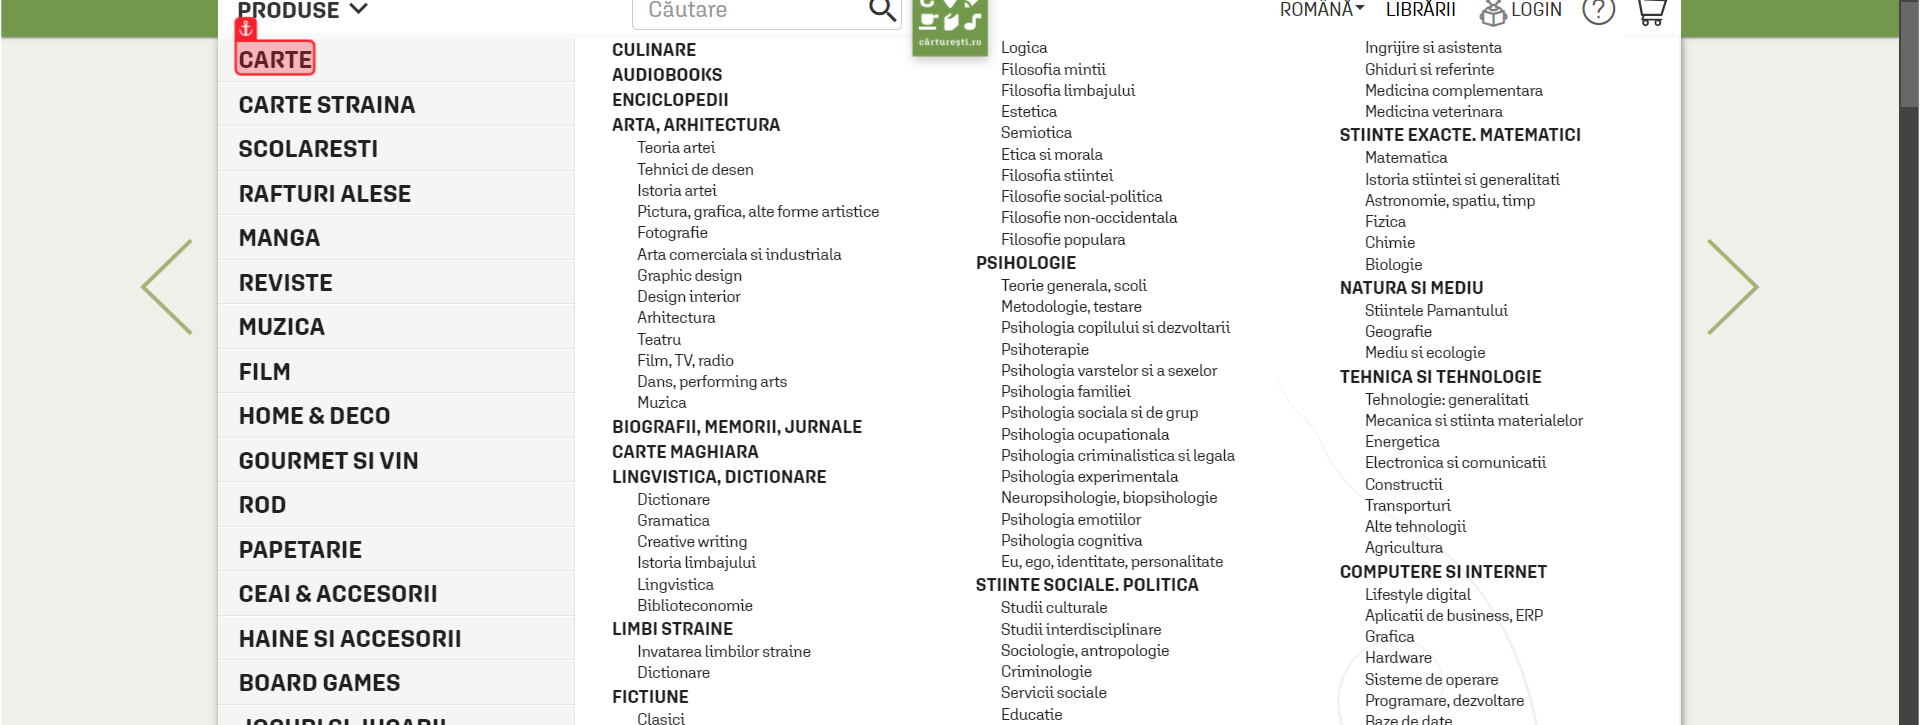 PRODUSE
Căutare
cărturești.ro
ROMÂNĂ
LIBRĂRII
LOGIN
?
CARTE
CARTE STRAINA
SCOLARESTI
RAFTURI ALESE
MANGA
REVISTE
MUZICA
FILM
HOME & DECO
GOURMET SI VIN
ROD
PAPETARIE
CEAI & ACCESORII
HAINE SI ACCESORII
BOARD GAMES
JOCURI SI JUCARII
CULINARE
AUDIOBOOKS
ENCICLOPEDII
ARTA, ARHITECTURA
Teoria artei
Tehnici de desen
Istoria artei
Pictura, grafica, alte forme artistice
Fotografie
Arta comerciala si industriala
Graphic design
Design interior
Arhitectura
Teatru
Film, TV, radio
Dans, performing arts
Muzica
BIOGRAFII, MEMORII, JURNALE
CARTE MAGHIARA
LINGVISTICA, DICTIONARE
Dictionare
Gramatica
Creative writing
Istoria limbajului
Lingvistica
Biblioteconomie
LIMBI STRAINE
Invatarea limbilor straine
Dictionare
FICTIUNE
Clasici
Logica
Filosofia mintii
Filosofia limbajului
Estetica
Semiotica
Etica si morala
Filosofia stiintei
Filosofie social-politica
Filosofie non-occidentala
Filosofie populara
PSIHOLOGIE
Teorie generala, scoli
Metodologie, testare
Psihologia copilului si dezvoltarii
Psihoterapie
Psihologia varstelor si a sexelor
Psihologia familiei
Psihologia sociala si de grup
Psihologia ocupationala
Psihologia criminalistica si legala
Psihologia experimentala
Neuropsihologie, biopsihologie
Psihologia emotiilor
Psihologia cognitiva
Eu, ego, identitate, personalitate
STIINTE SOCIALE. POLITICA
Studii culturale
Studii interdisciplinare
Sociologie, antropologie
Criminologie
Servicii sociale
Educatie
Ingrijire si asistenta
Ghiduri si referinte
Medicina complementara
Medicina veterinara
STIINTE EXACTE. MATEMATICI
Matematica
Istoria stiintei si generalitati
Astronomie, spatiu, timp
Fizica
Chimie
Biologie
NATURA SI MEDIU
Stiintele Pamantului
Geografie
Mediu si ecologie
TEHNICA SI TEHNOLOGIE
Tehnologie: generalitati
Mecanica si stiinta materialelor
Energetica
Electronica si comunicatii
Constructii
Transporturi
Alte tehnologii
Agricultura
COMPUTERE SI INTERNET
Lifestyle digital
Aplicatii de business, ERP
Grafica
Hardware
Sisteme de operare
Programare, dezvoltare
Baze de date